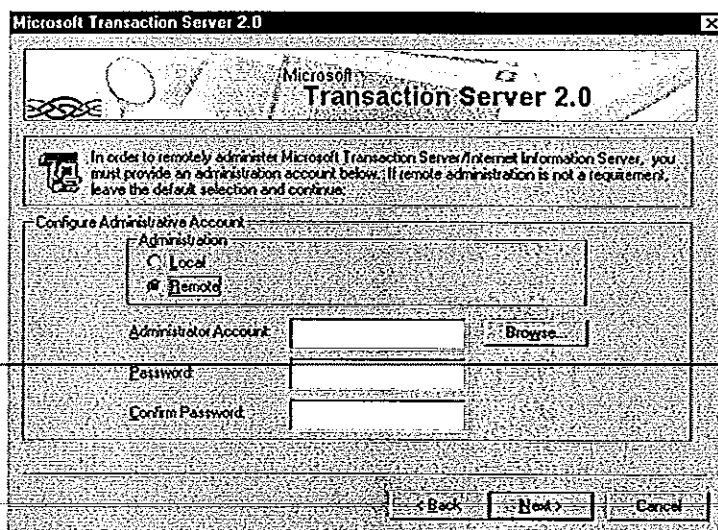 Microsoft Transaction Server 2.0
Microsoft
Transaction Server 2.0
In order to remotely administer Microsoft Transaction Server/Internet Information Server, you
must provide an administration account below. If remote administration is not a requirement,
leave the default selection and continue.
Configure Administrative Account
Administration
Local
Remote
Administrator Account:
Browse...
Password:
Confirm Password:
< Back
Next >
Cancel